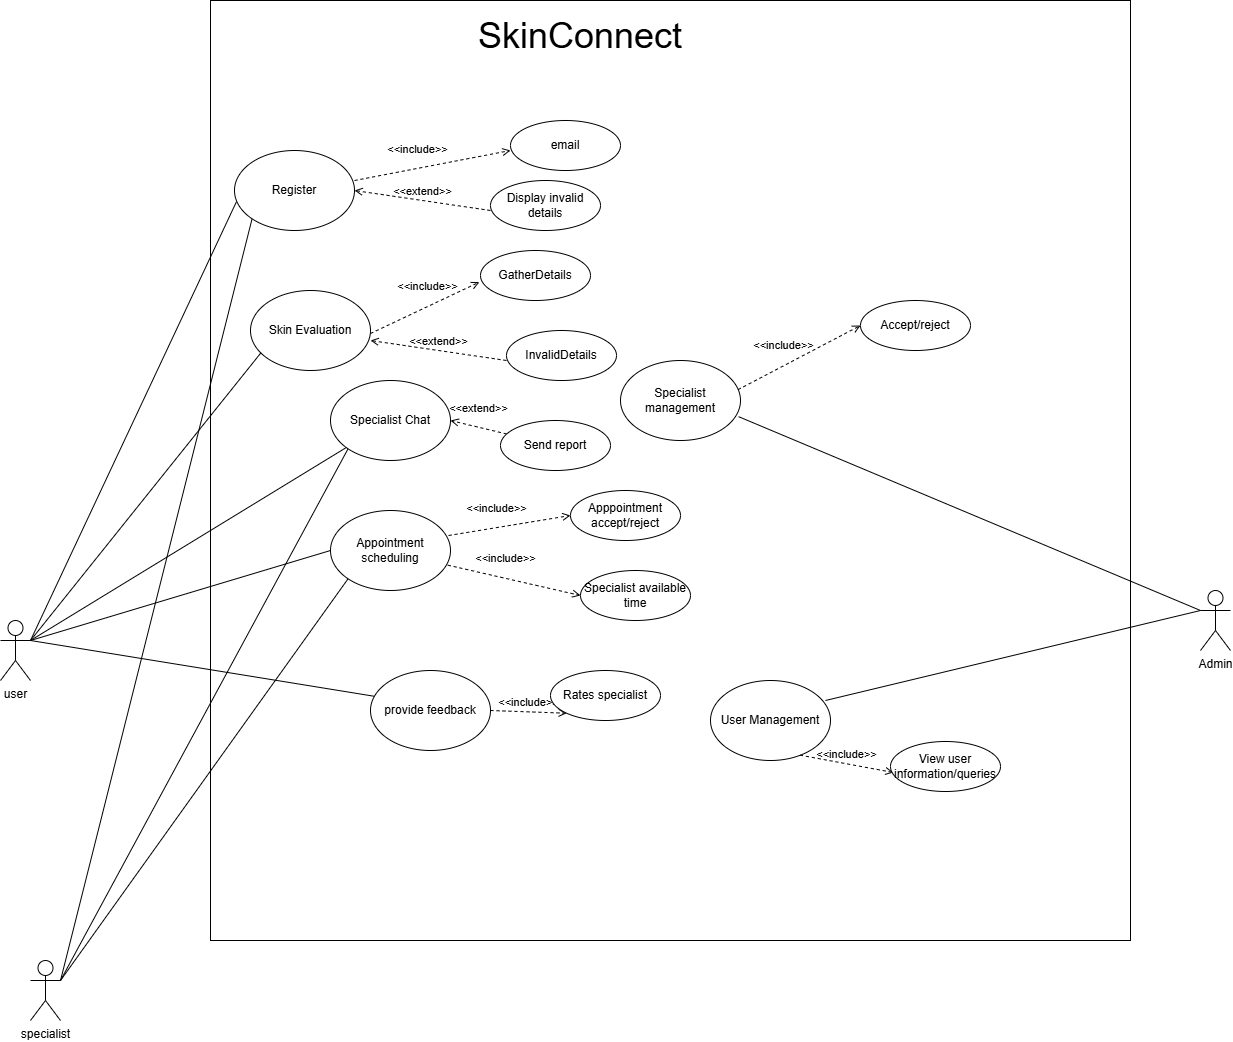 SkinConnect
<<include>>
email
Register
<<extend>>
Display invalid
details
GatherDetails
<<include>>
Skin Evaluation
<<extend>>
InvalidDetails
Accept/reject
<<include>>
Specialist
management
Specialist Chat
<<extend>>
Send report
<<include>>
Apppointment
accept/reject
Appointment
scheduling
<<include>>
Specialist available
time
user
Admin
provide feedback
<<include>
Rates specialist
User Management
<<include>>
View user
information/queries
specialist